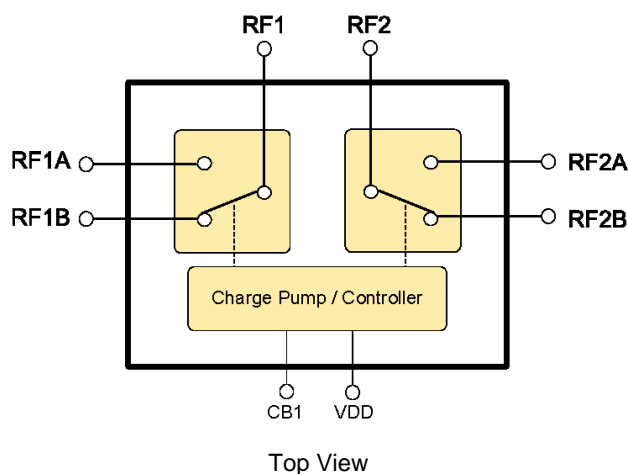 RF1 RF2
RF1A RF2A
RF1B RF2B
Charge Pump / Controller
CB1 VDD
Top View